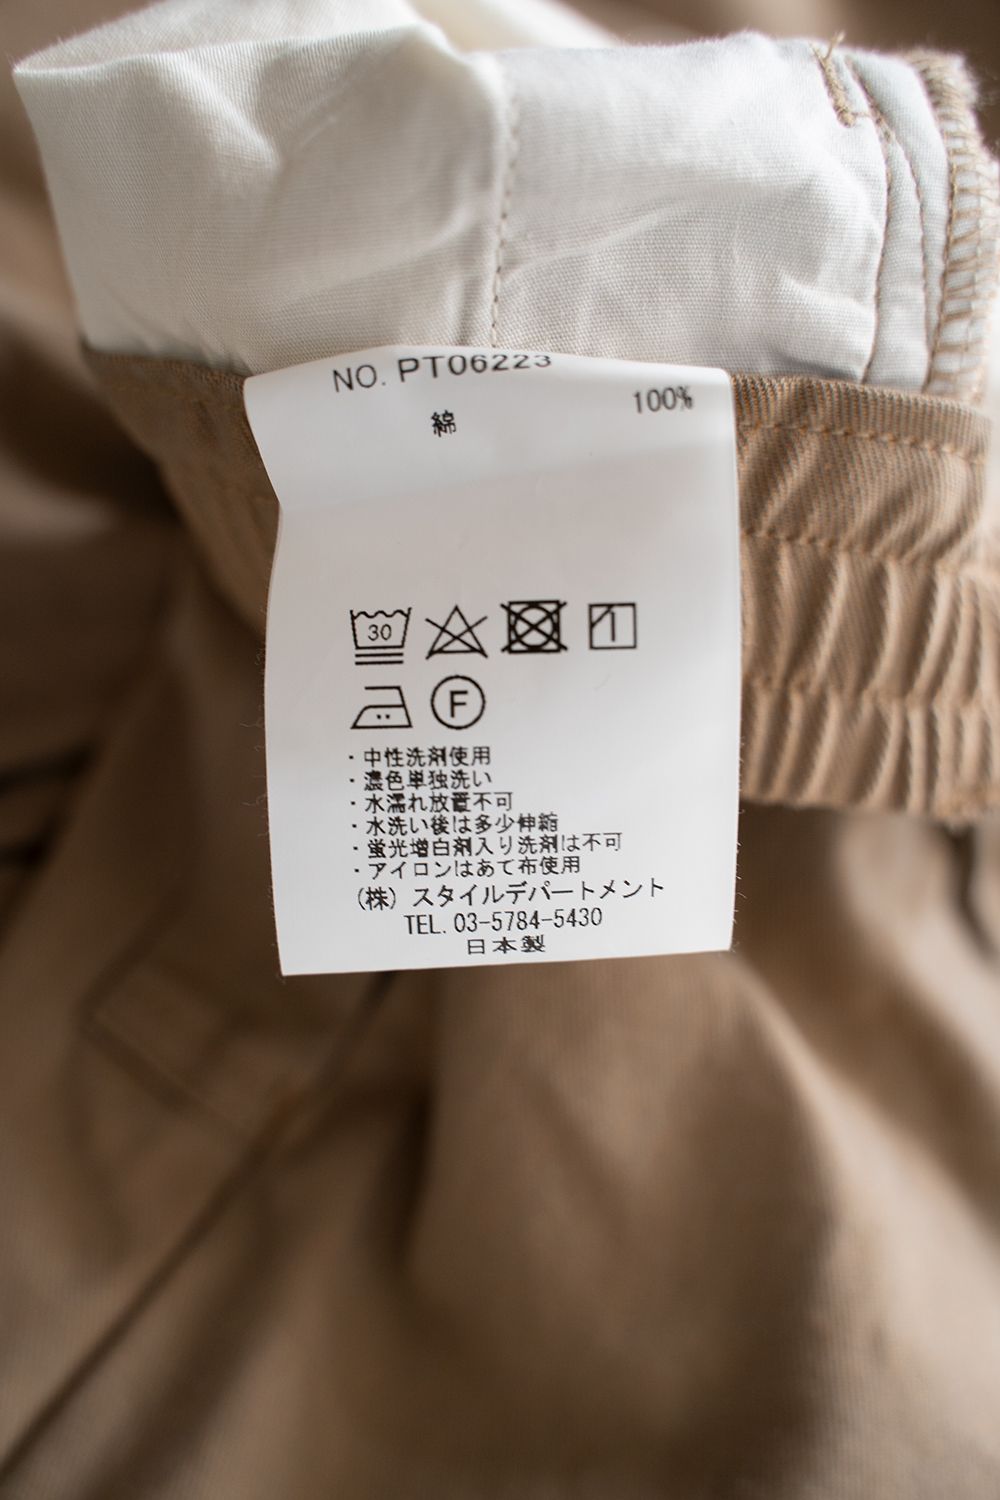 NO. PT06223
綿 100%
30
F
・中性洗剤使用
・濃色単独洗い
・水濡れ放置不可
・水洗い後は多少伸縮
・蛍光増白剤入り洗剤は不可
・アイロンはあて布使用
(株) スタイルデパートメント
TEL. 03-5784-5430
日本製